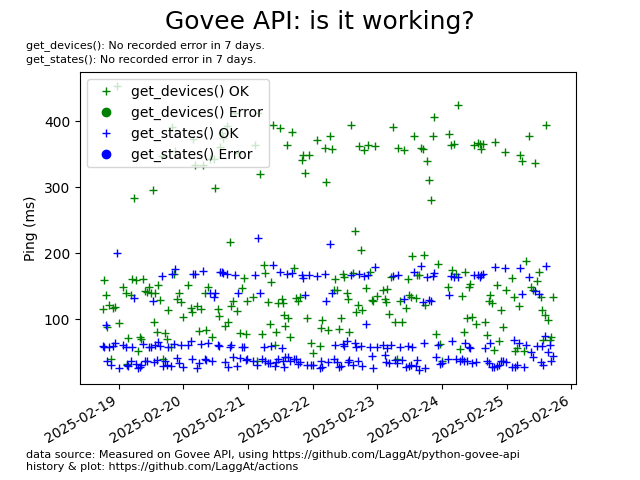 Govee API: is it working?
get_devices(): No recorded error in 7 days.
get_states(): No recorded error in 7 days.
get_devices() OK
get_devices() Error
get_states() OK
get_states() Error
Ping (ms)
400
300
200
100
2025-02-19
2025-02-20
2025-02-21
2025-02-22
2025-02-23
2025-02-24
2025-02-25
2025-02-26
data source: Measured on Govee API, using https://github.com/LaggAt/python-govee-api
history & plot: https://github.com/LaggAt/actions